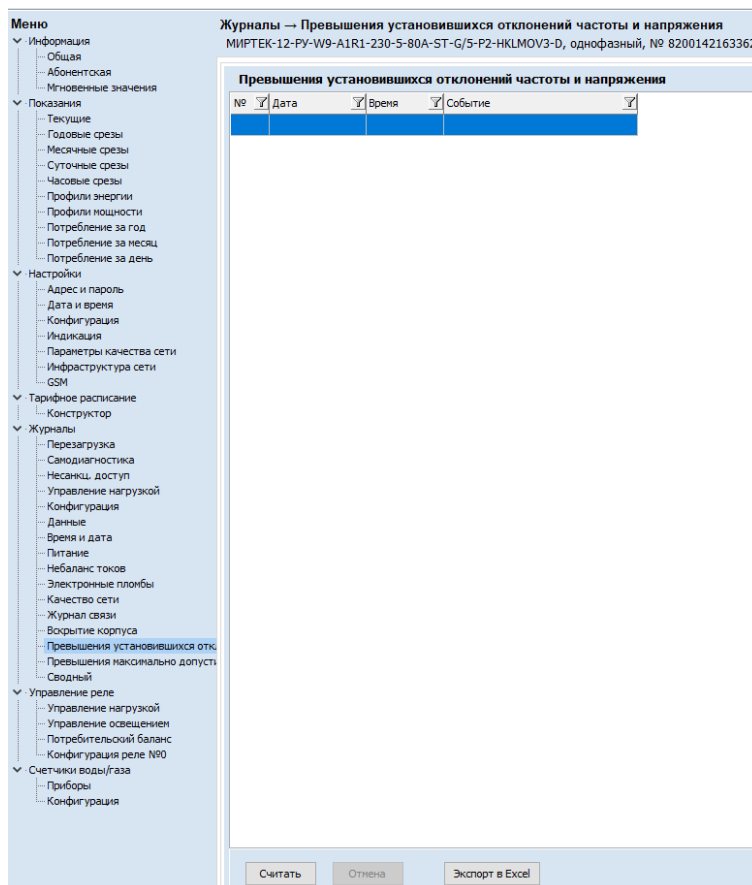 Меню
Информация
Общая
Абонентская
Мгновенные значения
Показания
Текущие
Годовые срезы
Месячные срезы
Суточные срезы
Часовые срезы
Профили энергии
Профили мощности
Потребление за год
Потребление за месяц
Потребление за день
Настройки
Адрес и пароль
Дата и время
Конфигурация
Индикация
Параметры качества сети
Инфраструктура сети
GSM
Тарифное расписание
Конструктор
Журналы
Перезагрузка
Самодиагностика
Несанкц. доступ
Управление нагрузкой
Конфигурация
Данные
Время и дата
Питание
Небаланс токов
Электронные пломбы
Качество сети
Журнал связи
Вскрытие корпуса
Превышения установившихся отк
Превышения максимально допусти
Сводный
Управление реле
Управление нагрузкой
Управление освещением
Потребительский баланс
Конфигурация реле №0
Счетчики воды/газа
Приборы
Конфигурация
Журналы → Превышения установившихся отклонений частоты и напряжения
МИРТЕК-12-РУ-W9-A1R1-230-5-80A-ST-G/5-P2-HKLMOV3-D, однофазный, № 8200142163362
Превышения установившихся отклонений частоты и напряжения
№ Дата Время Событие
Считать Отмена Экспорт в Excel